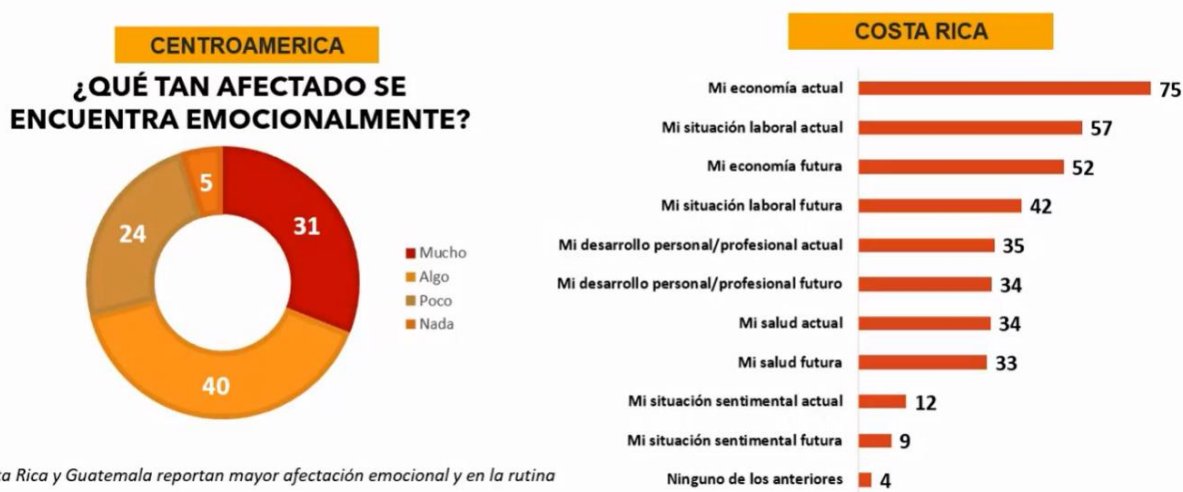 CENTROAMERICA
¿QUÉ TAN AFECTADO SE
ENCUENTRA EMOCIONALMENTE?
5
31
24
40
Mucho
Algo
Poco
Nada
Rica y Guatemala reportan mayor afectación emocional y en la rutina
COSTA RICA
Mi economía actual 75
Mi situación laboral actual 57
Mi economía futura 52
Mi situación laboral futura 42
Mi desarrollo personal/profesional actual 35
Mi desarrollo personal/profesional futuro 34
Mi salud actual 34
Mi salud futura 33
Mi situación sentimental actual 12
Mi situación sentimental futura 9
Ninguno de los anteriores 4